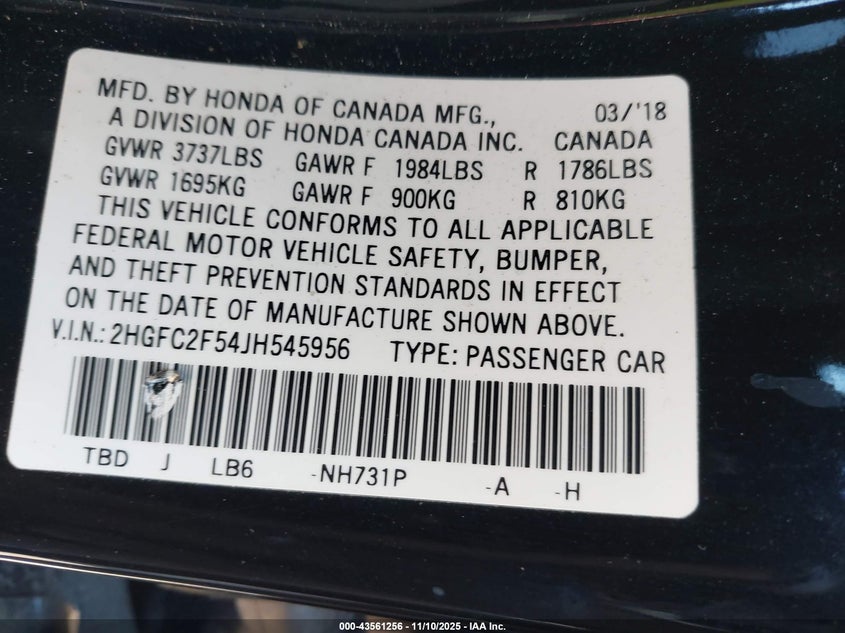 MFD. BY HONDA OF CANADA MFG., 03/'18
A DIVISION OF HONDA CANADA INC. CANADA
GVWR 3737LBS GAWR F 1984LBS R 1786LBS
GVWR 1695KG GAWR F 900KG R 810KG
THIS VEHICLE CONFORMS TO ALL APPLICABLE
FEDERAL MOTOR VEHICLE SAFETY, BUMPER,
AND THEFT PREVENTION STANDARDS IN EFFECT
ON THE DATE OF MANUFACTURE SHOWN ABOVE.
V.I.N.: 2HGFC2F54JH545956 TYPE: PASSENGER CAR
TBD J LB6 -NH731P -A -H
000-43561256 - 11/10/2025 - IAA Inc.